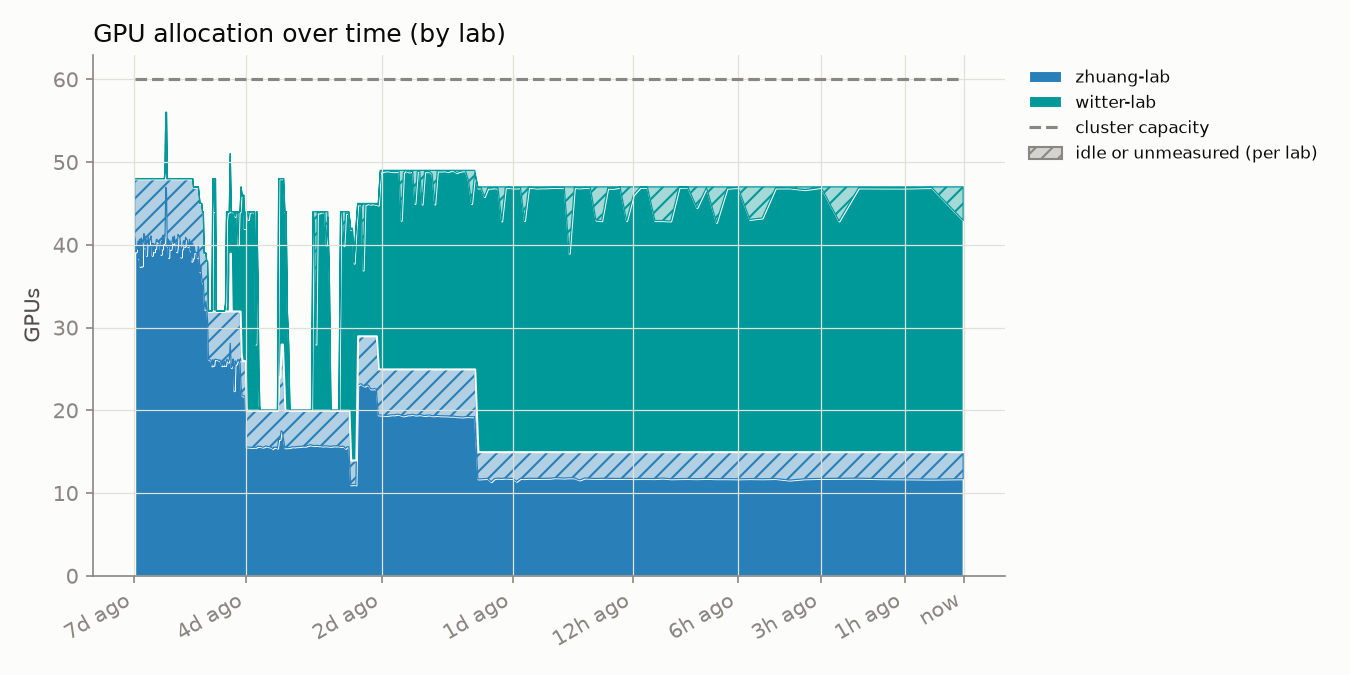 GPU allocation over time (by lab)
60
50
40
30
20
10
0
GPUs
7d ago
4d ago
2d ago
1d ago
12h ago
6h ago
3h ago
1h ago
now
zhuang-lab
witter-lab
cluster capacity
idle or unmeasured (per lab)